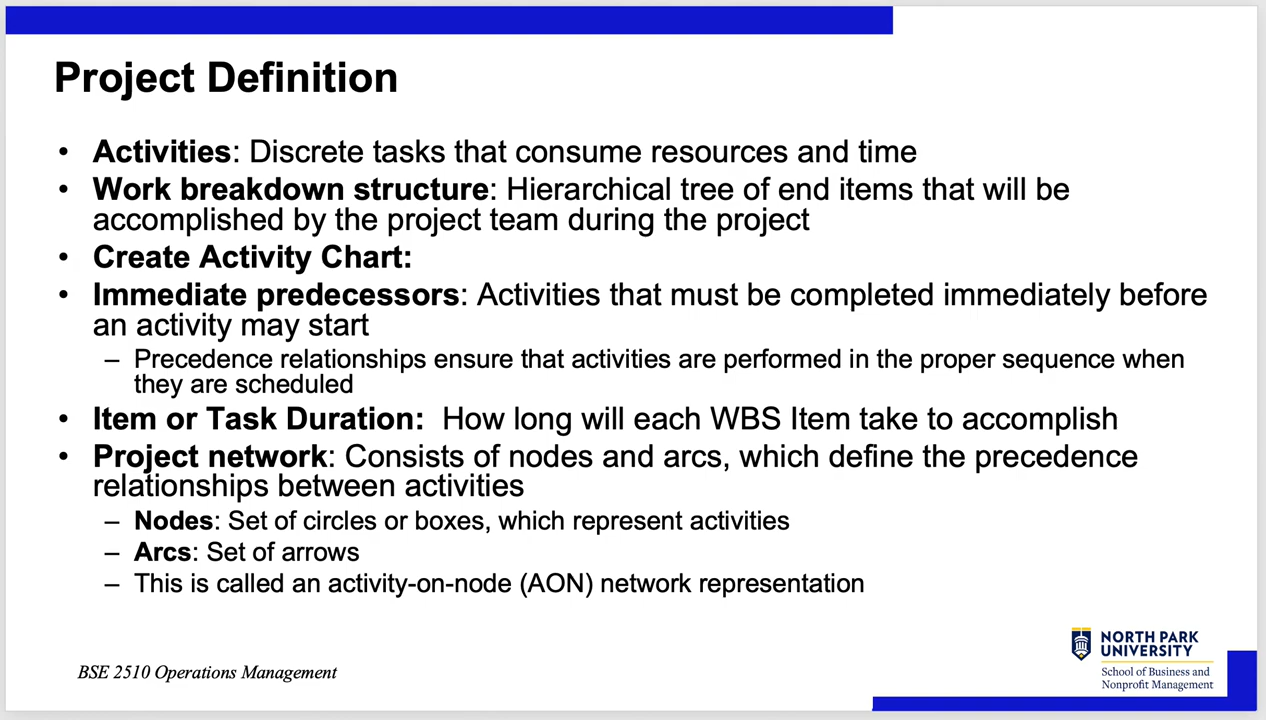 Project Definition
• Activities: Discrete tasks that consume resources and time
• Work breakdown structure: Hierarchical tree of end items that will be
accomplished by the project team during the project
• Create Activity Chart:
• Immediate predecessors: Activities that must be completed immediately before
an activity may start
– Precedence relationships ensure that activities are performed in the proper sequence when
they are scheduled
• Item or Task Duration: How long will each WBS Item take to accomplish
• Project network: Consists of nodes and arcs, which define the precedence
relationships between activities
– Nodes: Set of circles or boxes, which represent activities
– Arcs: Set of arrows
– This is called an activity-on-node (AON) network representation
BSE 2510 Operations Management
NORTH PARK
UNIVERSITY
School of Business and
Nonprofit Management